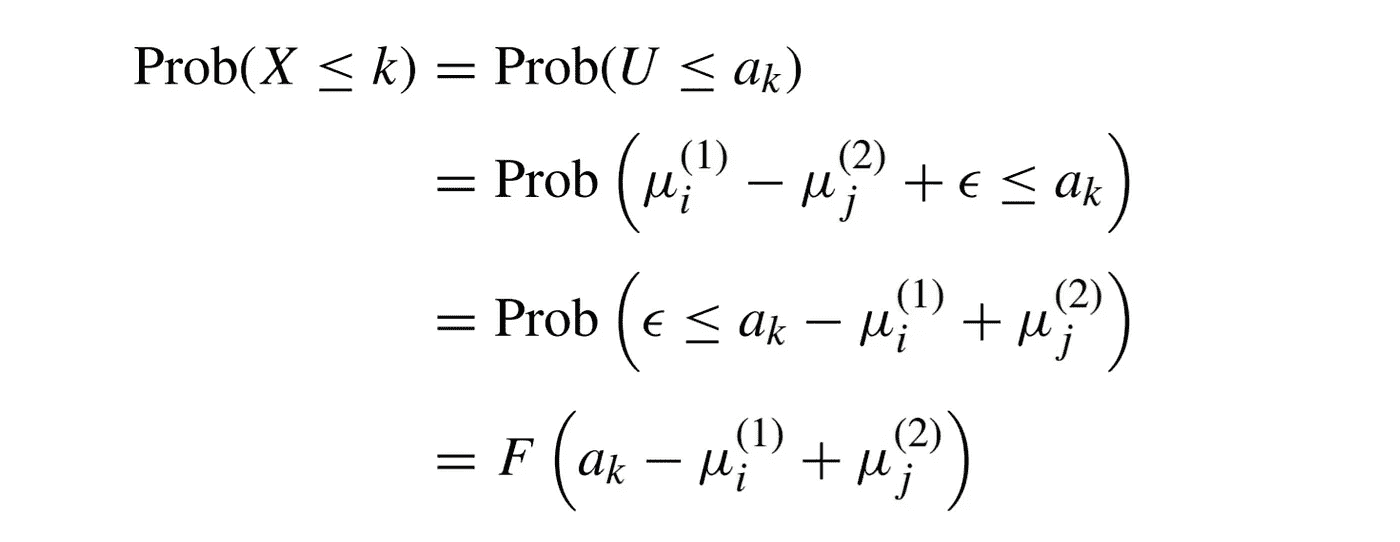 Prob(X ≤ k) = Prob(U ≤ a_k)
= Prob (μ_i^(1) − μ_j^(2) + ϵ ≤ a_k)
= Prob (ϵ ≤ a_k − μ_i^(1) + μ_j^(2))
= F (a_k − μ_i^(1) + μ_j^(2))